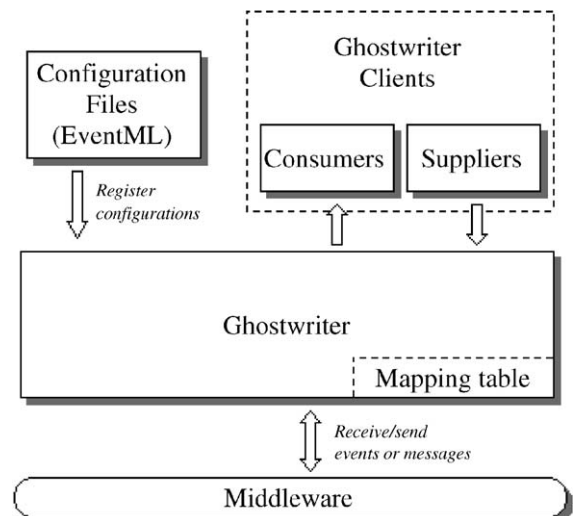 Configuration
Files
(EventML)
Ghostwriter
Clients
Consumers
Suppliers
Register
configurations
Ghostwriter
Mapping table
Receive/send
events or messages
Middleware